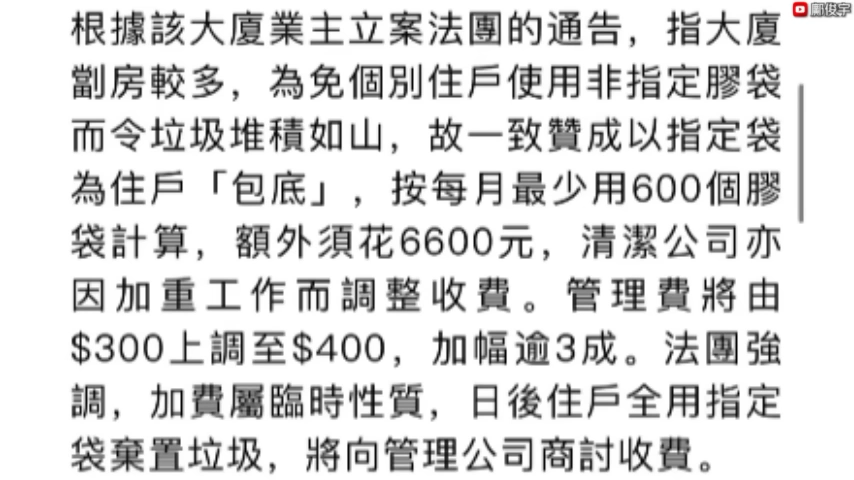 鄺俊宇
根據該大廈業主立案法團的通告，指大廈
劏房較多，為免個別住戶使用非指定膠袋
而令垃圾堆積如山，故一致贊成以指定袋
為住戶「包底」，按每月最少用600個膠
袋計算，額外須花6600元，清潔公司亦
因加重工作而調整收費。管理費將由
$300上調至$400，加幅逾3成。法團強
調，加費屬臨時性質，日後住戶全用指定
袋棄置垃圾，將向管理公司商討收費。